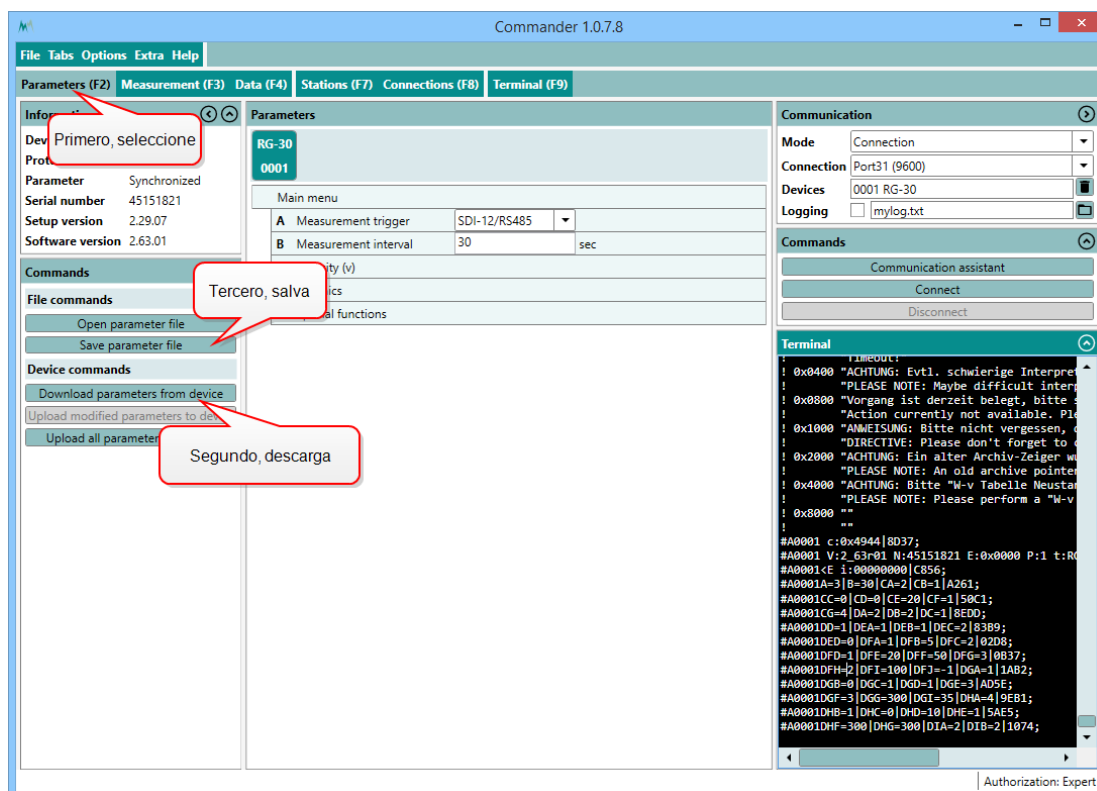 Commander 1.0.7.8
File Tabs Options Extra Help
Parameters (F2) Measurement (F3) Data (F4) Stations (F7) Connections (F8) Terminal (F9)
Primero, seleccione
Parameter Synchronized
Serial number 45151821
Setup version 2.29.07
Software version 2.63.01
Commands
File commands
Open parameter file
Save parameter file
Device commands
Download parameters from device
Upload modified parameters to
Upload all parameter
Tercero, salva
Segundo, descarga
Parameters
RG-30
0001
Main menu
A Measurement trigger SDI-12/RS485
B Measurement interval 30 sec
(v)
functions
Communication
Mode Connection
Connection Port31 (9600)
Devices 0001 RG-30
Logging mylog.txt
Commands
Communication assistant
Connect
Disconnect
Terminal
! Timeout!
! 0x0400 "ACHTUNG: Evtl. schwierige Interpret
! "PLEASE NOTE: Maybe difficult interp
! 0x0800 "Vorgang ist derzeit belegt, bitte s
! "Action currently not available. Ple
! 0x1000 "ANWEISUNG: Bitte nicht vergessen, d
! "DIRECTIVE: Please don't forget to d
! 0x2000 "ACHTUNG: Ein alter Archiv-Zeiger wu
! "PLEASE NOTE: An old archive pointer
! 0x4000 "ACHTUNG: Bitte "W-v Tabelle Neustar
! "PLEASE NOTE: Please perform a "W-v
! 0x8000 ""
! ""
#A0001 c:0x4944|8D37;
#A0001 V:2_63r01 N:45151821 E:0x0000 P:1 t:RG
#A0001<E i:00000000|C856;
#A0001A=3|B=30|CA=2|CB=1|A261;
#A0001CC=0|CD=0|CE=20|CF=1|50C1;
#A0001CG=4|DA=2|DB=2|DC=1|8EDD;
#A0001DD=1|DEA=1|DEB=1|DEC=2|83B9;
#A0001DED=0|DFA=1|DFB=5|DFC=2|02D8;
#A0001DFD=1|DFE=20|DFF=50|DFG=3|0B37;
#A0001DFH=2|DFI=100|DFJ=-1|DGA=1|1AB2;
#A0001DGB=0|DGC=1|DGD=1|DGE=3|AD5E;
#A0001DGF=3|DGG=300|DGI=35|DHA=4|9EB1;
#A0001DHB=1|DHC=0|DHD=10|DHE=1|5AE5;
#A0001DHF=300|DHG=300|DIA=2|DIB=2|1074;
Authorization: Expert